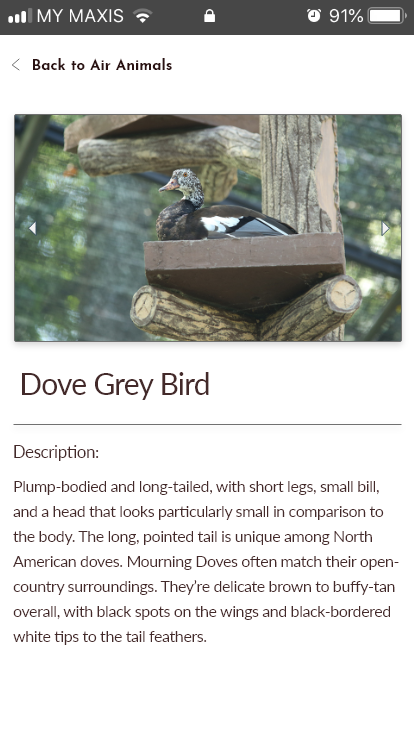 MY MAXIS 91%
Back to Air Animals
Dove Grey Bird
Description:
Plump-bodied and long-tailed, with short legs, small bill,
and a head that looks particularly small in comparison to
the body. The long, pointed tail is unique among North
American doves. Mourning Doves often match their open-
country surroundings. They’re delicate brown to buffy-tan
overall, with black spots on the wings and black-bordered
white tips to the tail feathers.